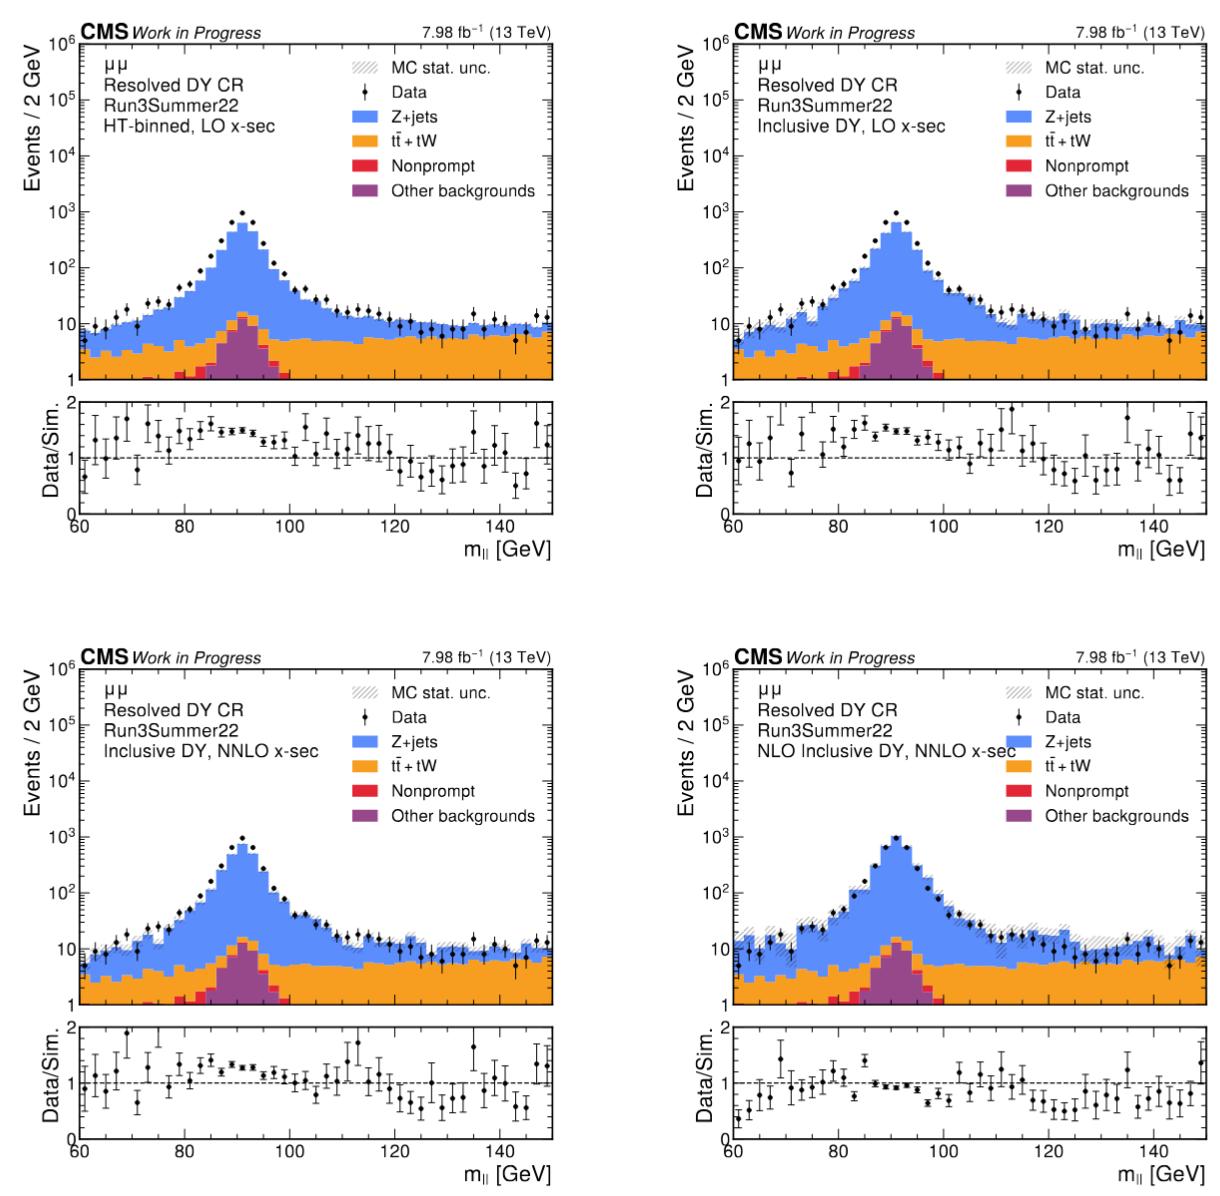 CMS Work in Progress 7.98 fb⁻¹ (13 TeV)
μμ
Resolved DY CR
Run3Summer22
HT-binned, LO x-sec
MC stat. unc.
Data
Z+jets
tt̄ + tW
Nonprompt
Other backgrounds
Events / 2 GeV
10⁶
10⁵
10⁴
10³
10²
10
1
Data/Sim.
2
1
0
60 80 100 120 140
m_ll [GeV]
CMS Work in Progress 7.98 fb⁻¹ (13 TeV)
μμ
Resolved DY CR
Run3Summer22
Inclusive DY, LO x-sec
MC stat. unc.
Data
Z+jets
tt̄ + tW
Nonprompt
Other backgrounds
Events / 2 GeV
10⁶
10⁵
10⁴
10³
10²
10
1
Data/Sim.
2
1
0
60 80 100 120 140
m_ll [GeV]
CMS Work in Progress 7.98 fb⁻¹ (13 TeV)
μμ
Resolved DY CR
Run3Summer22
Inclusive DY, NNLO x-sec
MC stat. unc.
Data
Z+jets
tt̄ + tW
Nonprompt
Other backgrounds
Events / 2 GeV
10⁶
10⁵
10⁴
10³
10²
10
1
Data/Sim.
2
1
0
60 80 100 120 140
m_ll [GeV]
CMS Work in Progress 7.98 fb⁻¹ (13 TeV)
μμ
Resolved DY CR
Run3Summer22
NLO Inclusive DY, NNLO x-sec
MC stat. unc.
Data
Z+jets
tt̄ + tW
Nonprompt
Other backgrounds
Events / 2 GeV
10⁶
10⁵
10⁴
10³
10²
10
1
Data/Sim.
2
1
0
60 80 100 120 140
m_ll [GeV]